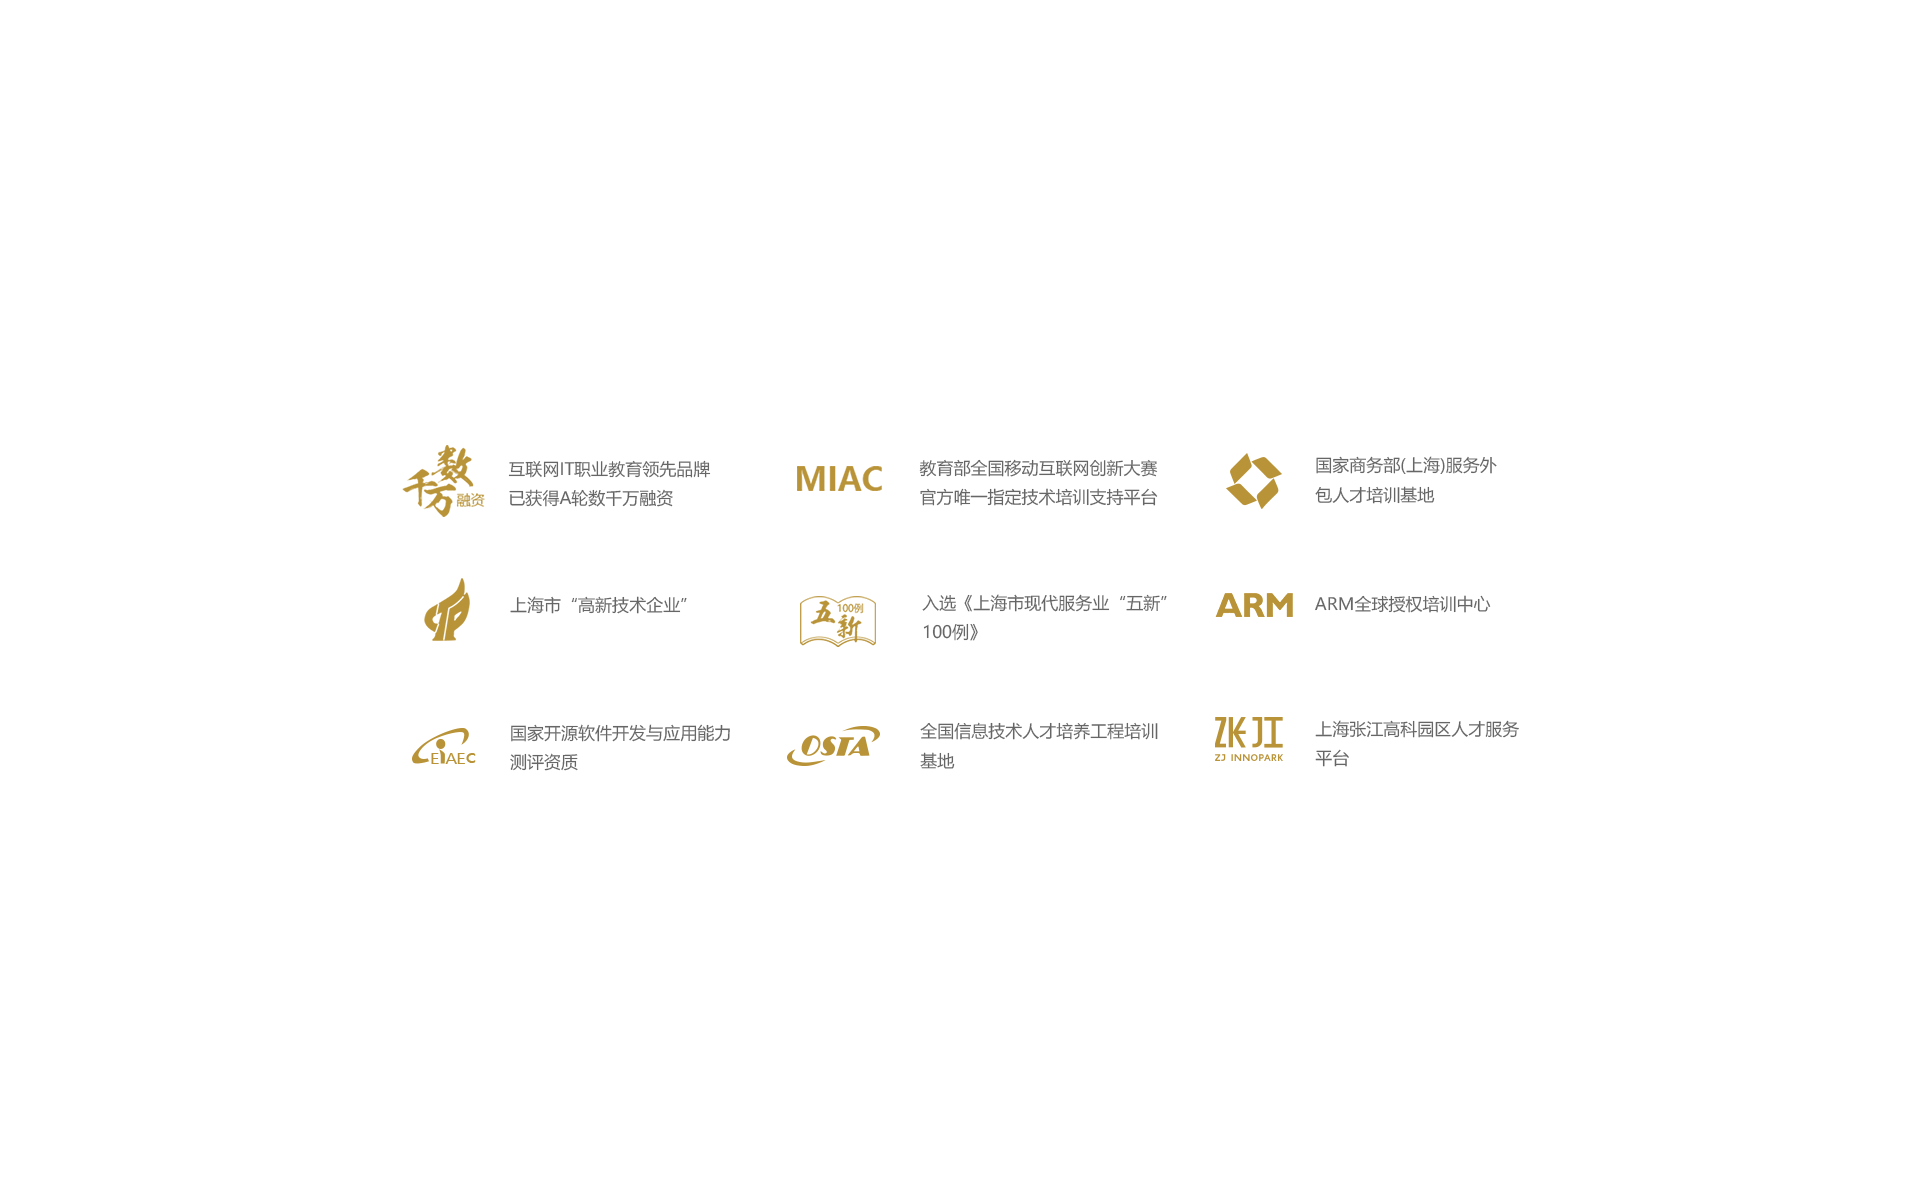 数
千万
融资
互联网IT职业教育领先品牌
已获得A轮数千万融资
MIAC
教育部全国移动互联网创新大赛
官方唯一指定技术培训支持平台
国家商务部(上海)服务外
包人才培训基地
上海市“高新技术企业”
五
100例
新
入选《上海市现代服务业“五新”
100例》
ARM
ARM全球授权培训中心
EIAEC
国家开源软件开发与应用能力
测评资质
OSTA
全国信息技术人才培养工程培训
基地
张江
ZJ INNOPARK
上海张江高科园区人才服务
平台